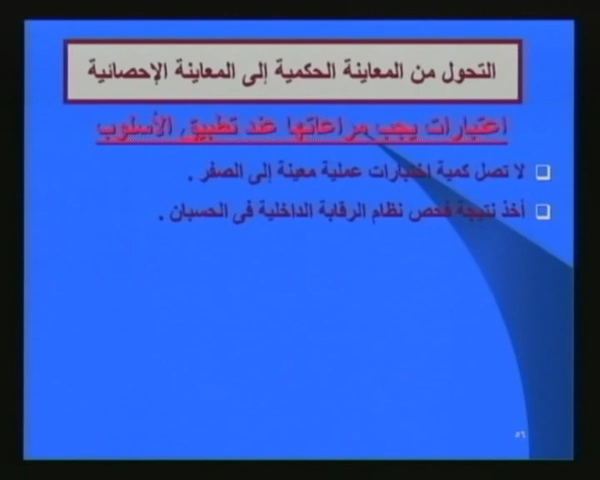 التحول من المعاينة الحكمية إلى المعاينة الإحصائية
اعتبارات يجب مراعاتها عند تطبيق الأسلوب
لا تصل كمية اختبارات عملية معينة إلى الصفر .
أخذ نتيجة فحص نظام الرقابة الداخلية فى الحسبان .
٥٦